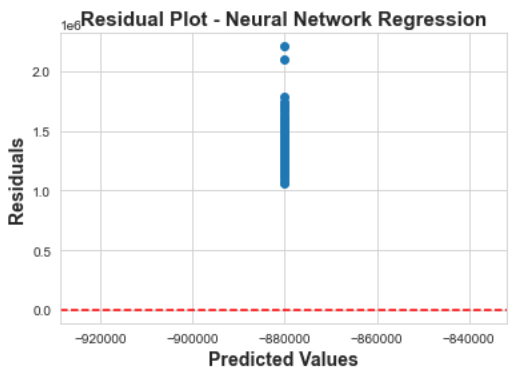 Residual Plot - Neural Network Regression
1e6
2.0
1.5
1.0
0.5
0.0
Residuals
−920000 −900000 −880000 −860000 −840000
Predicted Values